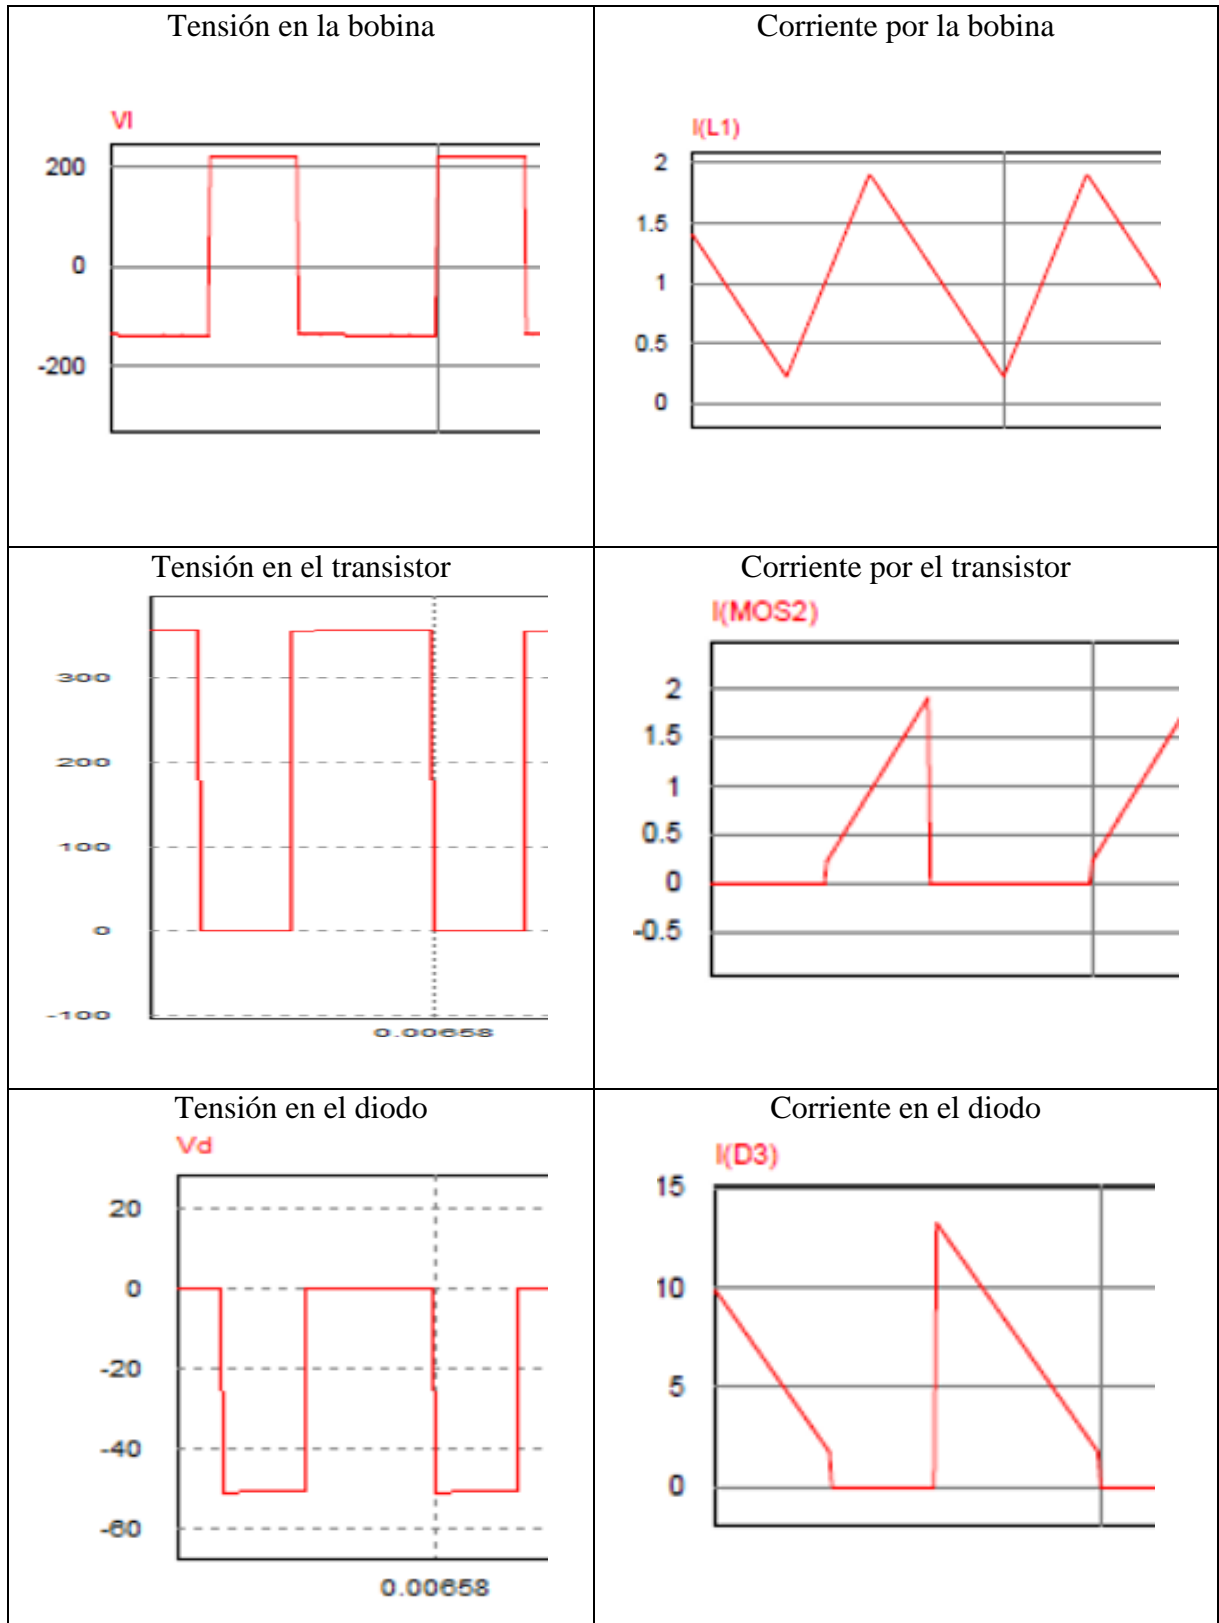 Tensión en la bobina
Vl
200
0
-200
Corriente por la bobina
I(L1)
2
1.5
1
0.5
0
Tensión en el transistor
300
200
100
0
-100
0.00658
Corriente por el transistor
I(MOS2)
2
1.5
1
0.5
0
-0.5
Tensión en el diodo
Vd
20
0
-20
-40
-60
0.00658
Corriente en el diodo
I(D3)
15
10
5
0